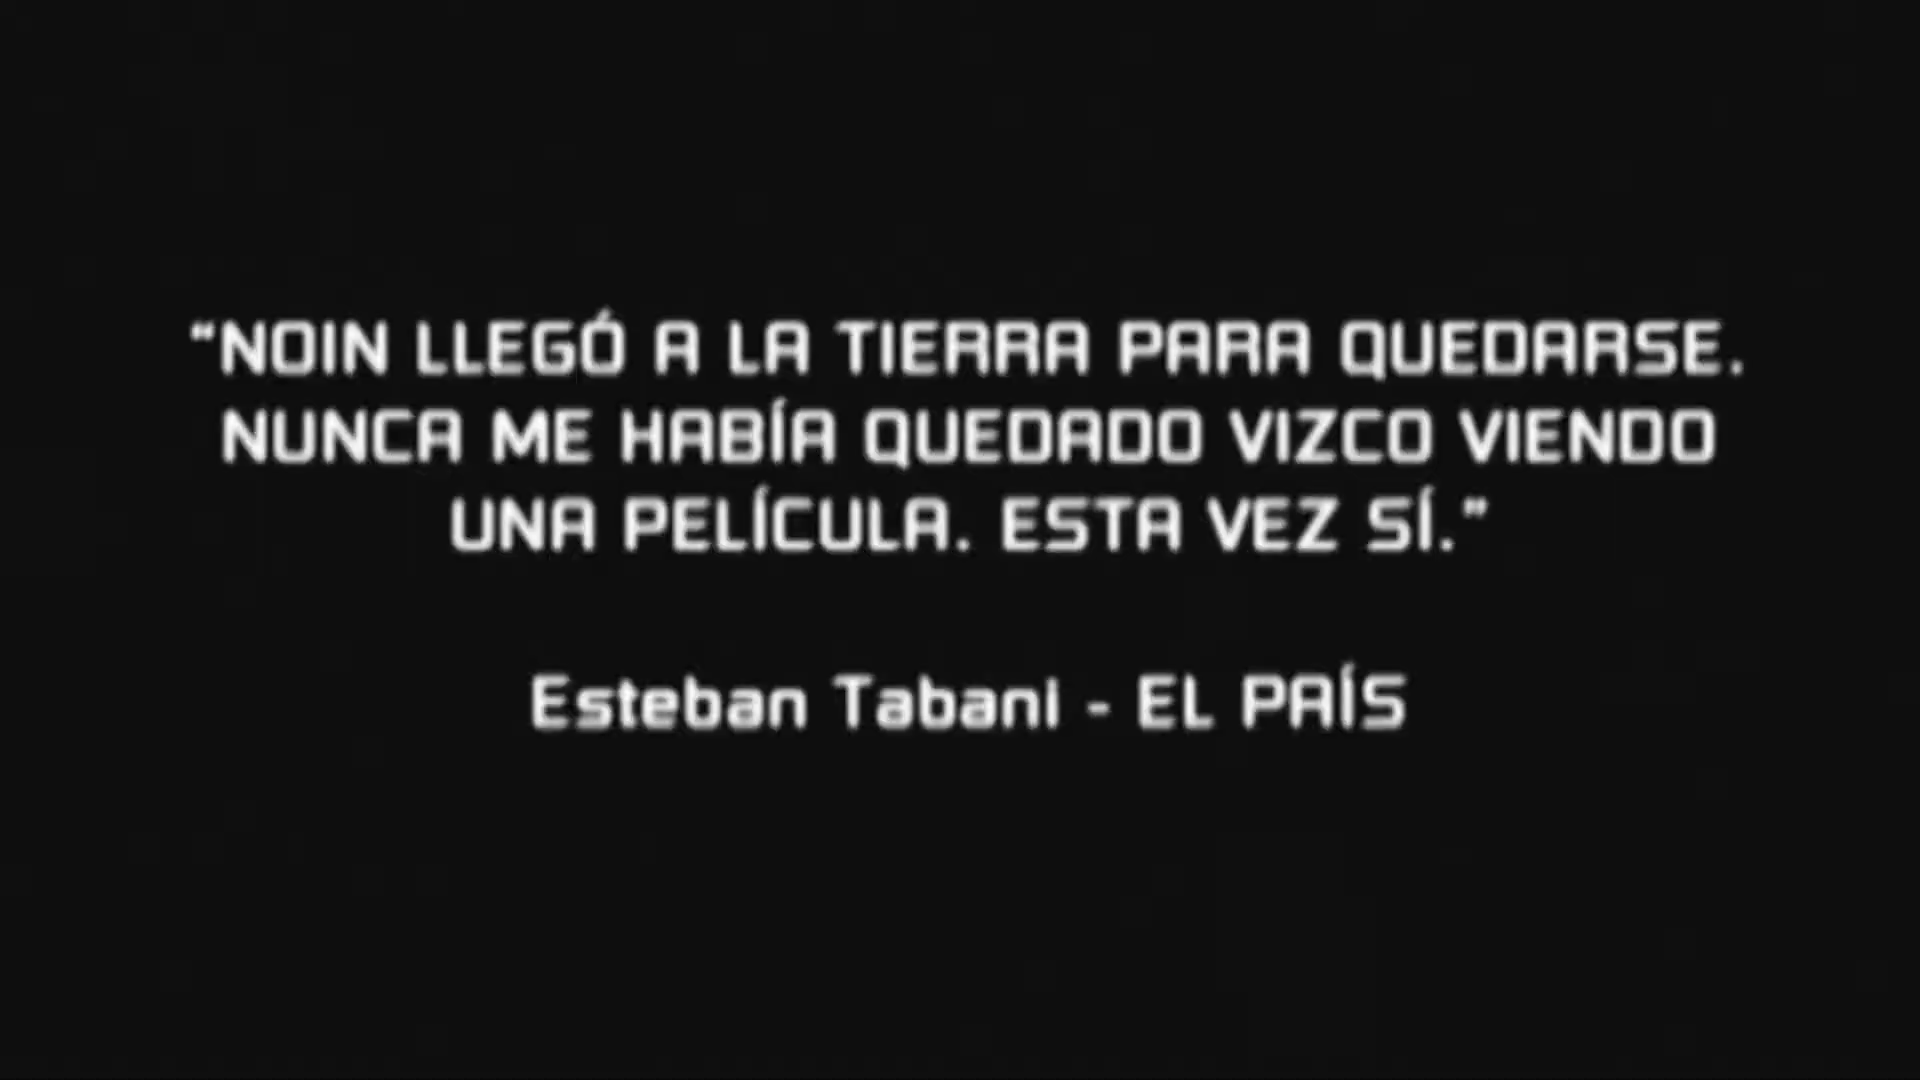 “NOIN LLEGÓ A LA TIERRA PARA QUEDARSE.
NUNCA ME HABÍA QUEDADO VIZCO VIENDO
UNA PELÍCULA. ESTA VEZ SÍ.”
Esteban Tabani - EL PAÍS